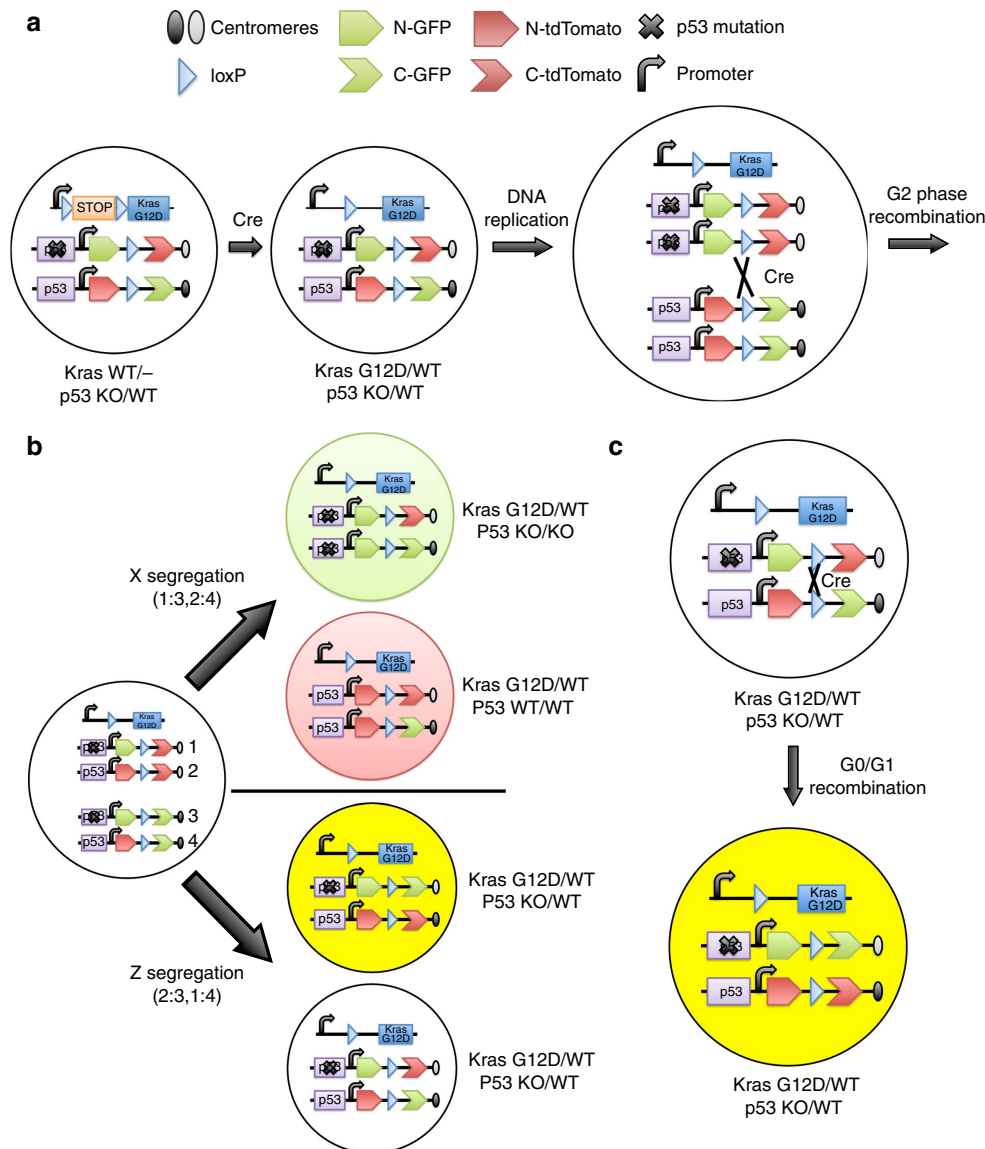 a
Centromeres
N-GFP
N-tdTomato
p53 mutation
loxP
C-GFP
C-tdTomato
Promoter
STOP
Kras
G12D
p53
Kras WT/–
p53 KO/WT
Cre
Kras
G12D
p53
Kras G12D/WT
p53 KO/WT
DNA
replication
Kras
G12D
Cre
p53
p53
G2 phase
recombination
b
X segregation
(1:3,2:4)
Kras
G12D
p53
1
p53
2
p53
3
p53
4
Z segregation
(2:3,1:4)
Kras
G12D
p53
Kras G12D/WT
P53 KO/KO
Kras
G12D
p53
p53
Kras G12D/WT
P53 WT/WT
Kras
G12D
p53
p53
Kras G12D/WT
P53 KO/WT
Kras
G12D
p53
p53
Kras G12D/WT
P53 KO/WT
c
Kras
G12D
Cre
p53
Kras G12D/WT
p53 KO/WT
G0/G1
recombination
Kras
G12D
p53
Kras G12D/WT
p53 KO/WT